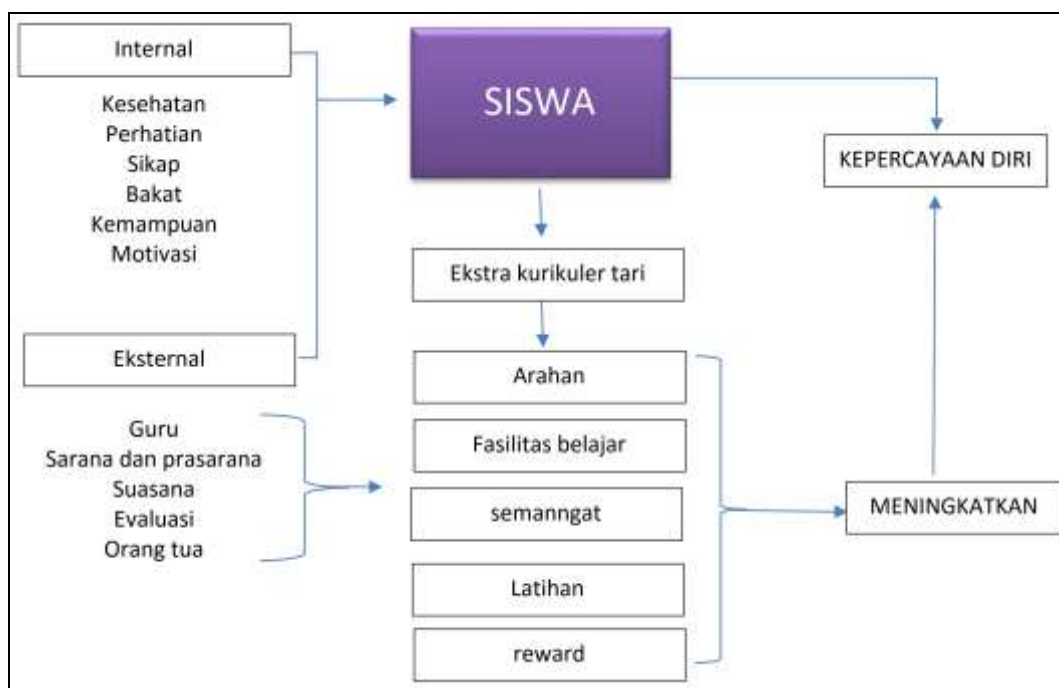 Internal
Kesehatan
Perhatian
Sikap
Bakat
Kemampuan
Motivasi
Eksternal
Guru
Sarana dan prasarana
Suasana
Evaluasi
Orang tua
SISWA
Ekstra kurikuler tari
Arahan
Fasilitas belajar
semanngat
Latihan
reward
KEPERCAYAAN DIRI
MENINGKATKAN